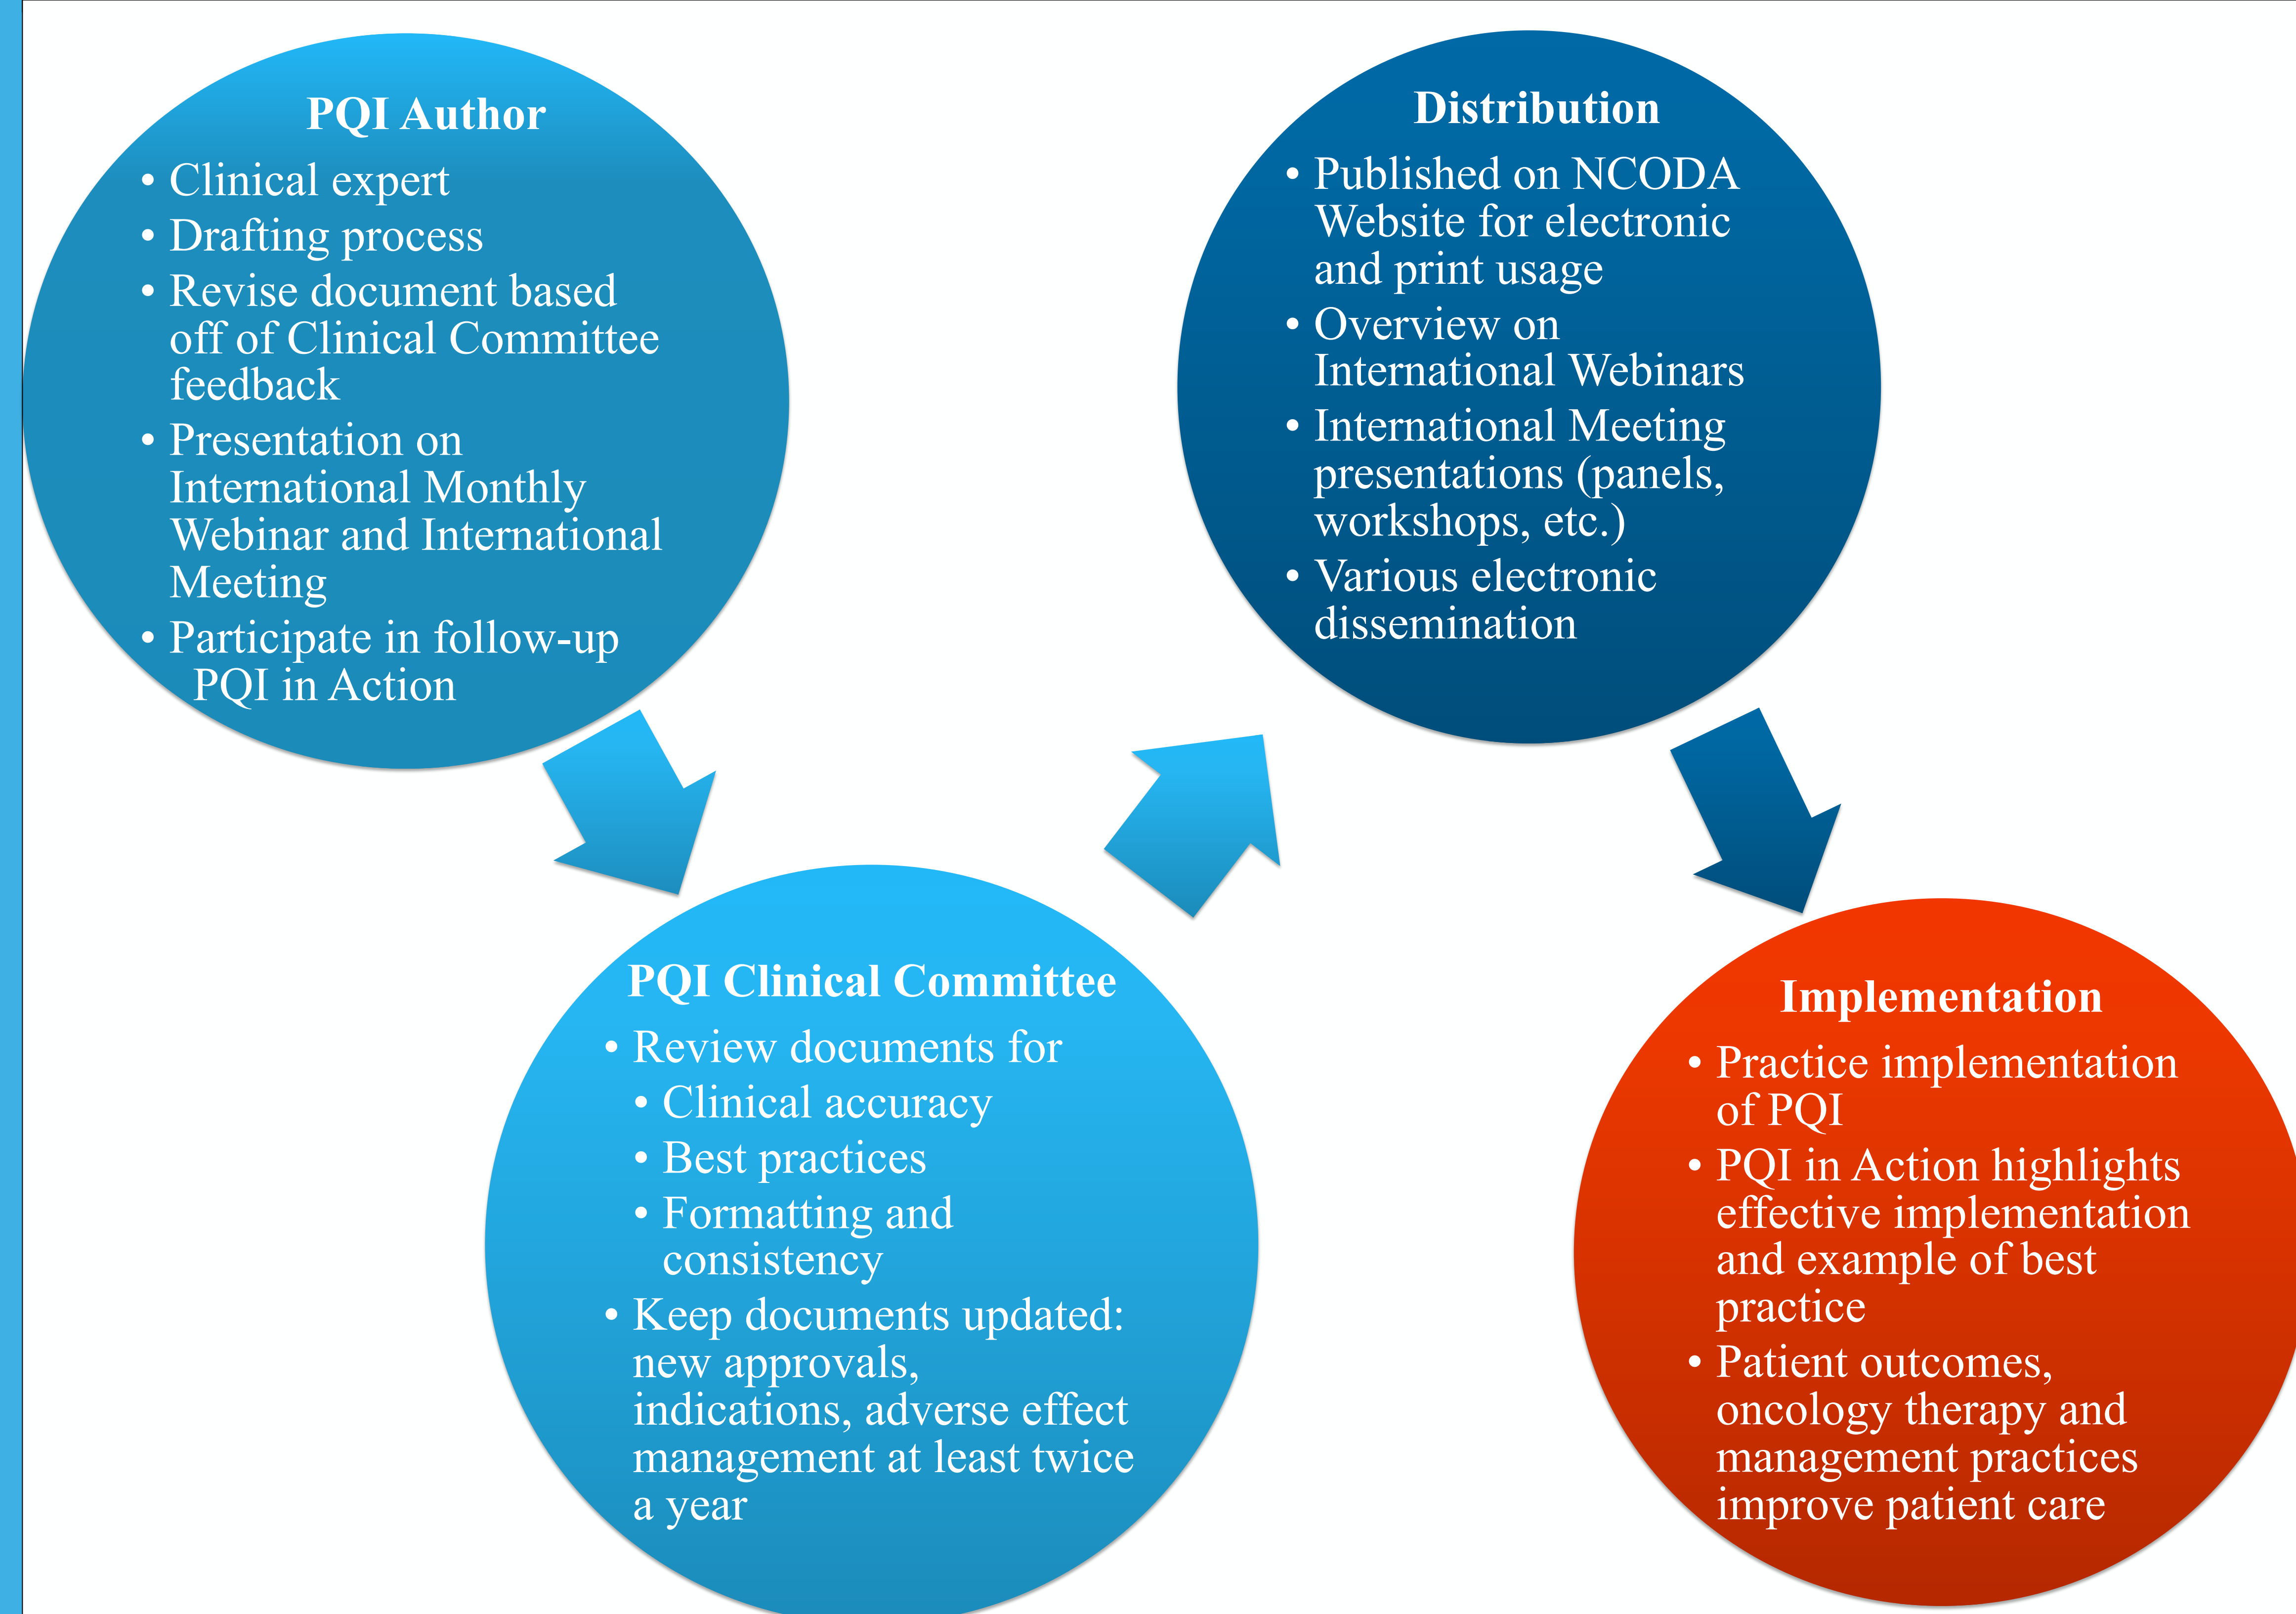 PQI Author
• Clinical expert
• Drafting process
• Revise document based
off of Clinical Committee
feedback
• Presentation on
International Monthly
Webinar and International
Meeting
• Participate in follow-up
PQI in Action
PQI Clinical Committee
• Review documents for
• Clinical accuracy
• Best practices
• Formatting and
consistency
• Keep documents updated:
new approvals,
indications, adverse effect
management at least twice
a year
Distribution
• Published on NCODA
Website for electronic
and print usage
• Overview on
International Webinars
• International Meeting
presentations (panels,
workshops, etc.)
• Various electronic
dissemination
Implementation
• Practice implementation
of PQI
• PQI in Action highlights
effective implementation
and example of best
practice
• Patient outcomes,
oncology therapy and
management practices
improve patient care